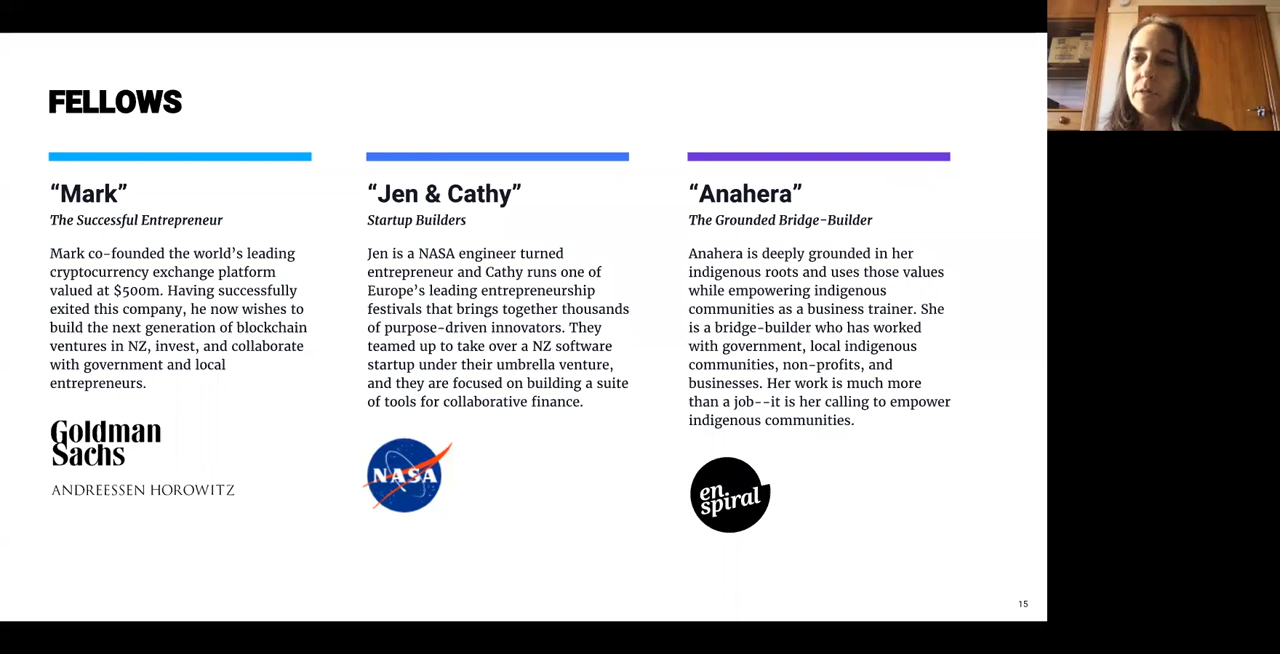 FELLOWS
“Mark”
The Successful Entrepreneur
Mark co-founded the world’s leading
cryptocurrency exchange platform
valued at $500m. Having successfully
exited this company, he now wishes to
build the next generation of blockchain
ventures in NZ, invest, and collaborate
with government and local
entrepreneurs.
Goldman
Sachs
ANDREESSEN HOROWITZ
“Jen & Cathy”
Startup Builders
Jen is a NASA engineer turned
entrepreneur and Cathy runs one of
Europe’s leading entrepreneurship
festivals that brings together thousands
of purpose-driven innovators. They
teamed up to take over a NZ software
startup under their umbrella venture,
and they are focused on building a suite
of tools for collaborative finance.
NASA
“Anahera”
The Grounded Bridge-Builder
Anahera is deeply grounded in her
indigenous roots and uses those values
while empowering indigenous
communities as a business trainer. She
is a bridge-builder who has worked
with government, local indigenous
communities, non-profits, and
businesses. Her work is much more
than a job--it is her calling to empower
indigenous communities.
en
spiral
15